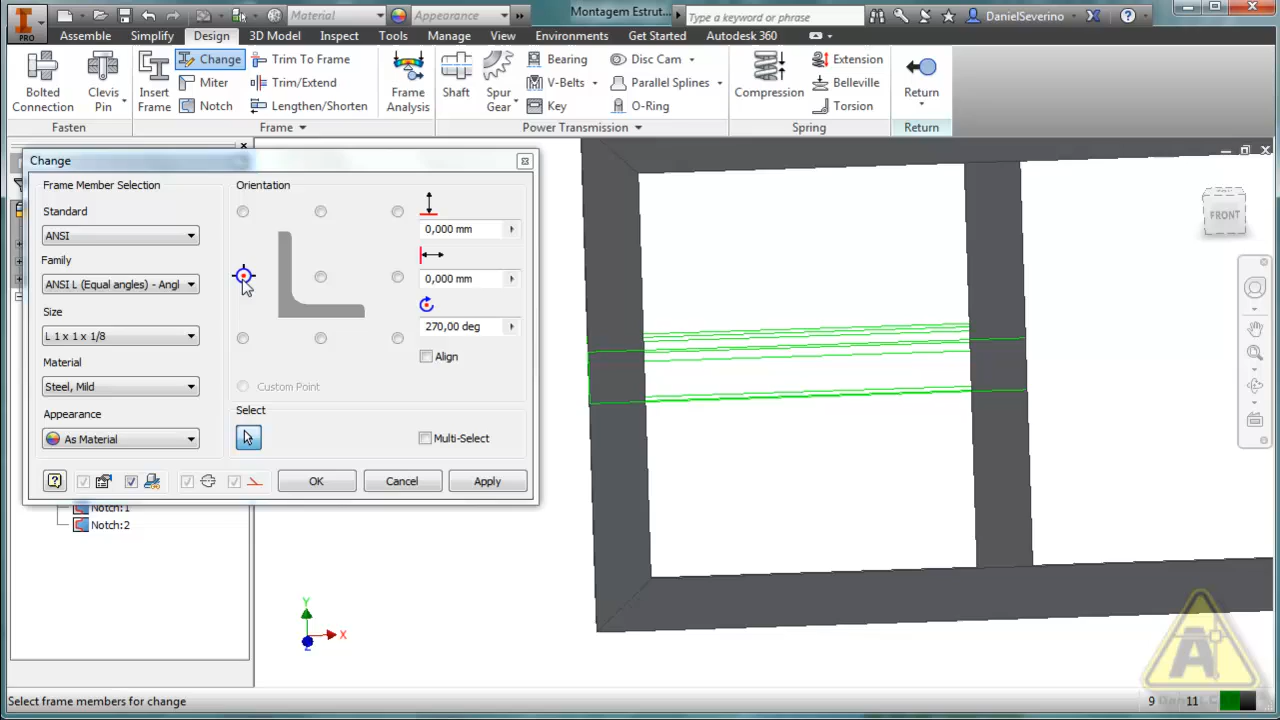 PRO
Material
Appearance
Montagem Estrut
Type a keyword or phrase
DanielSeverino
Assemble
Simplify
Design
3D Model
Inspect
Tools
Manage
View
Environments
Get Started
Autodesk 360
Bolted Connection
Clevis Pin
Insert Frame
Change
Miter
Notch
Trim To Frame
Trim/Extend
Lengthen/Shorten
Frame Analysis
Shaft
Spur Gear
Bearing
V-Belts
Key
Disc Cam
Parallel Splines
O-Ring
Compression
Extension
Belleville
Torsion
Return
Fasten
Frame
Power Transmission
Spring
Return
Change
Frame Member Selection
Standard
ANSI
Family
ANSI L (Equal angles) - Angl
Size
L 1 x 1 x 1/8
Material
Steel, Mild
Appearance
As Material
Orientation
0,000 mm
0,000 mm
270,00 deg
Align
Custom Point
Select
Multi-Select
OK
Cancel
Apply
Notch:1
Notch:2
FRONT
Y
X
Z
Select frame members for change
9
11